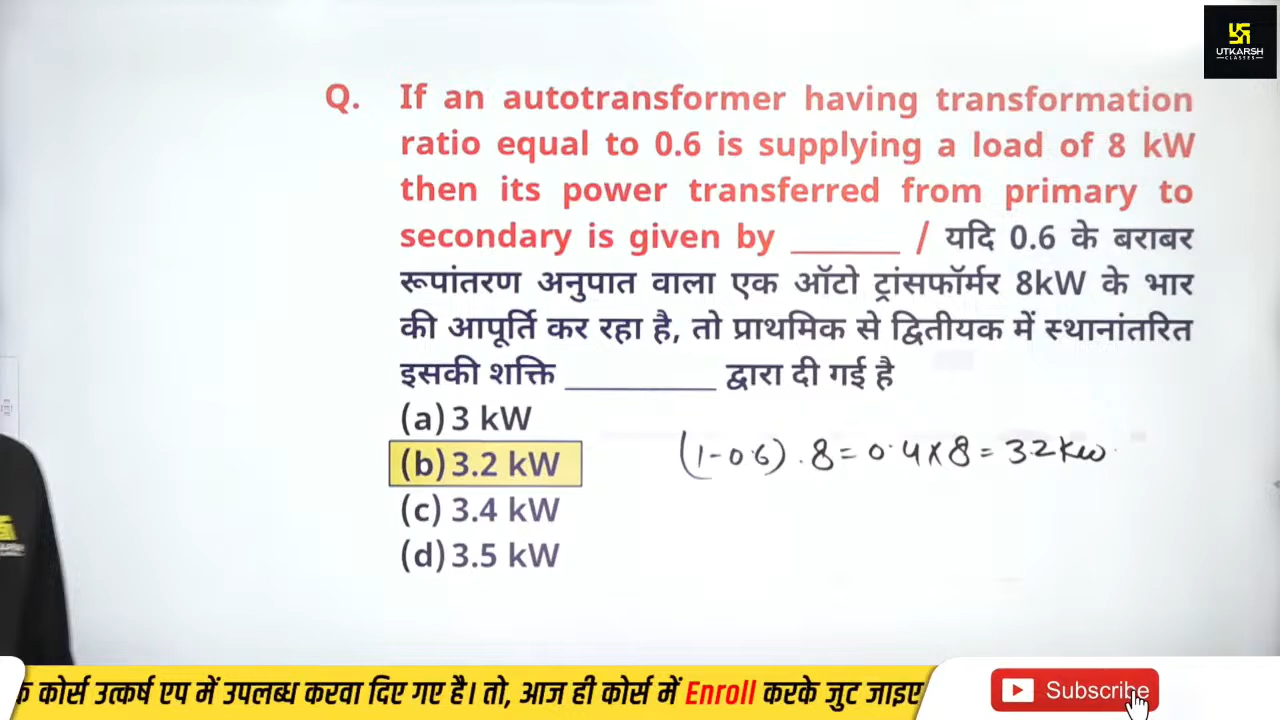 UTKARSH
CLASSES
Q. If an autotransformer having transformation
ratio equal to 0.6 is supplying a load of 8 kW
then its power transferred from primary to
secondary is given by _______ / यदि 0.6 के बराबर
रूपांतरण अनुपात वाला एक ऑटो ट्रांसफॉर्मर 8kW के भार
की आपूर्ति कर रहा है, तो प्राथमिक से द्वितीयक में स्थानांतरित
इसकी शक्ति __________ द्वारा दी गई है
(a) 3 kW
(b) 3.2 kW
(1-0.6) . 8 = 0.4 x 8 = 3.2 kw
(c) 3.4 kW
(d) 3.5 kW
कोर्स उत्कर्ष एप में उपलब्ध करवा दिए गए है। तो, आज ही कोर्स में Enroll करके जुट जाइए
Subscribe